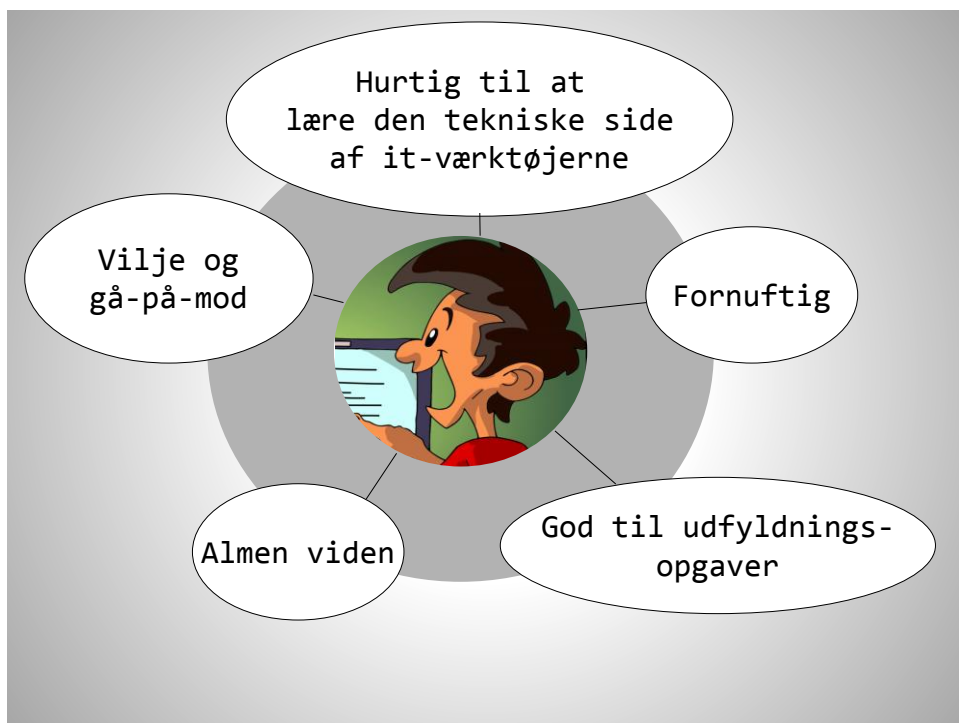 Hurtig til at
lære den tekniske side
af it-værktøjerne
Vilje og
gå-på-mod
Fornuftig
Almen viden
God til udfyldnings-
opgaver